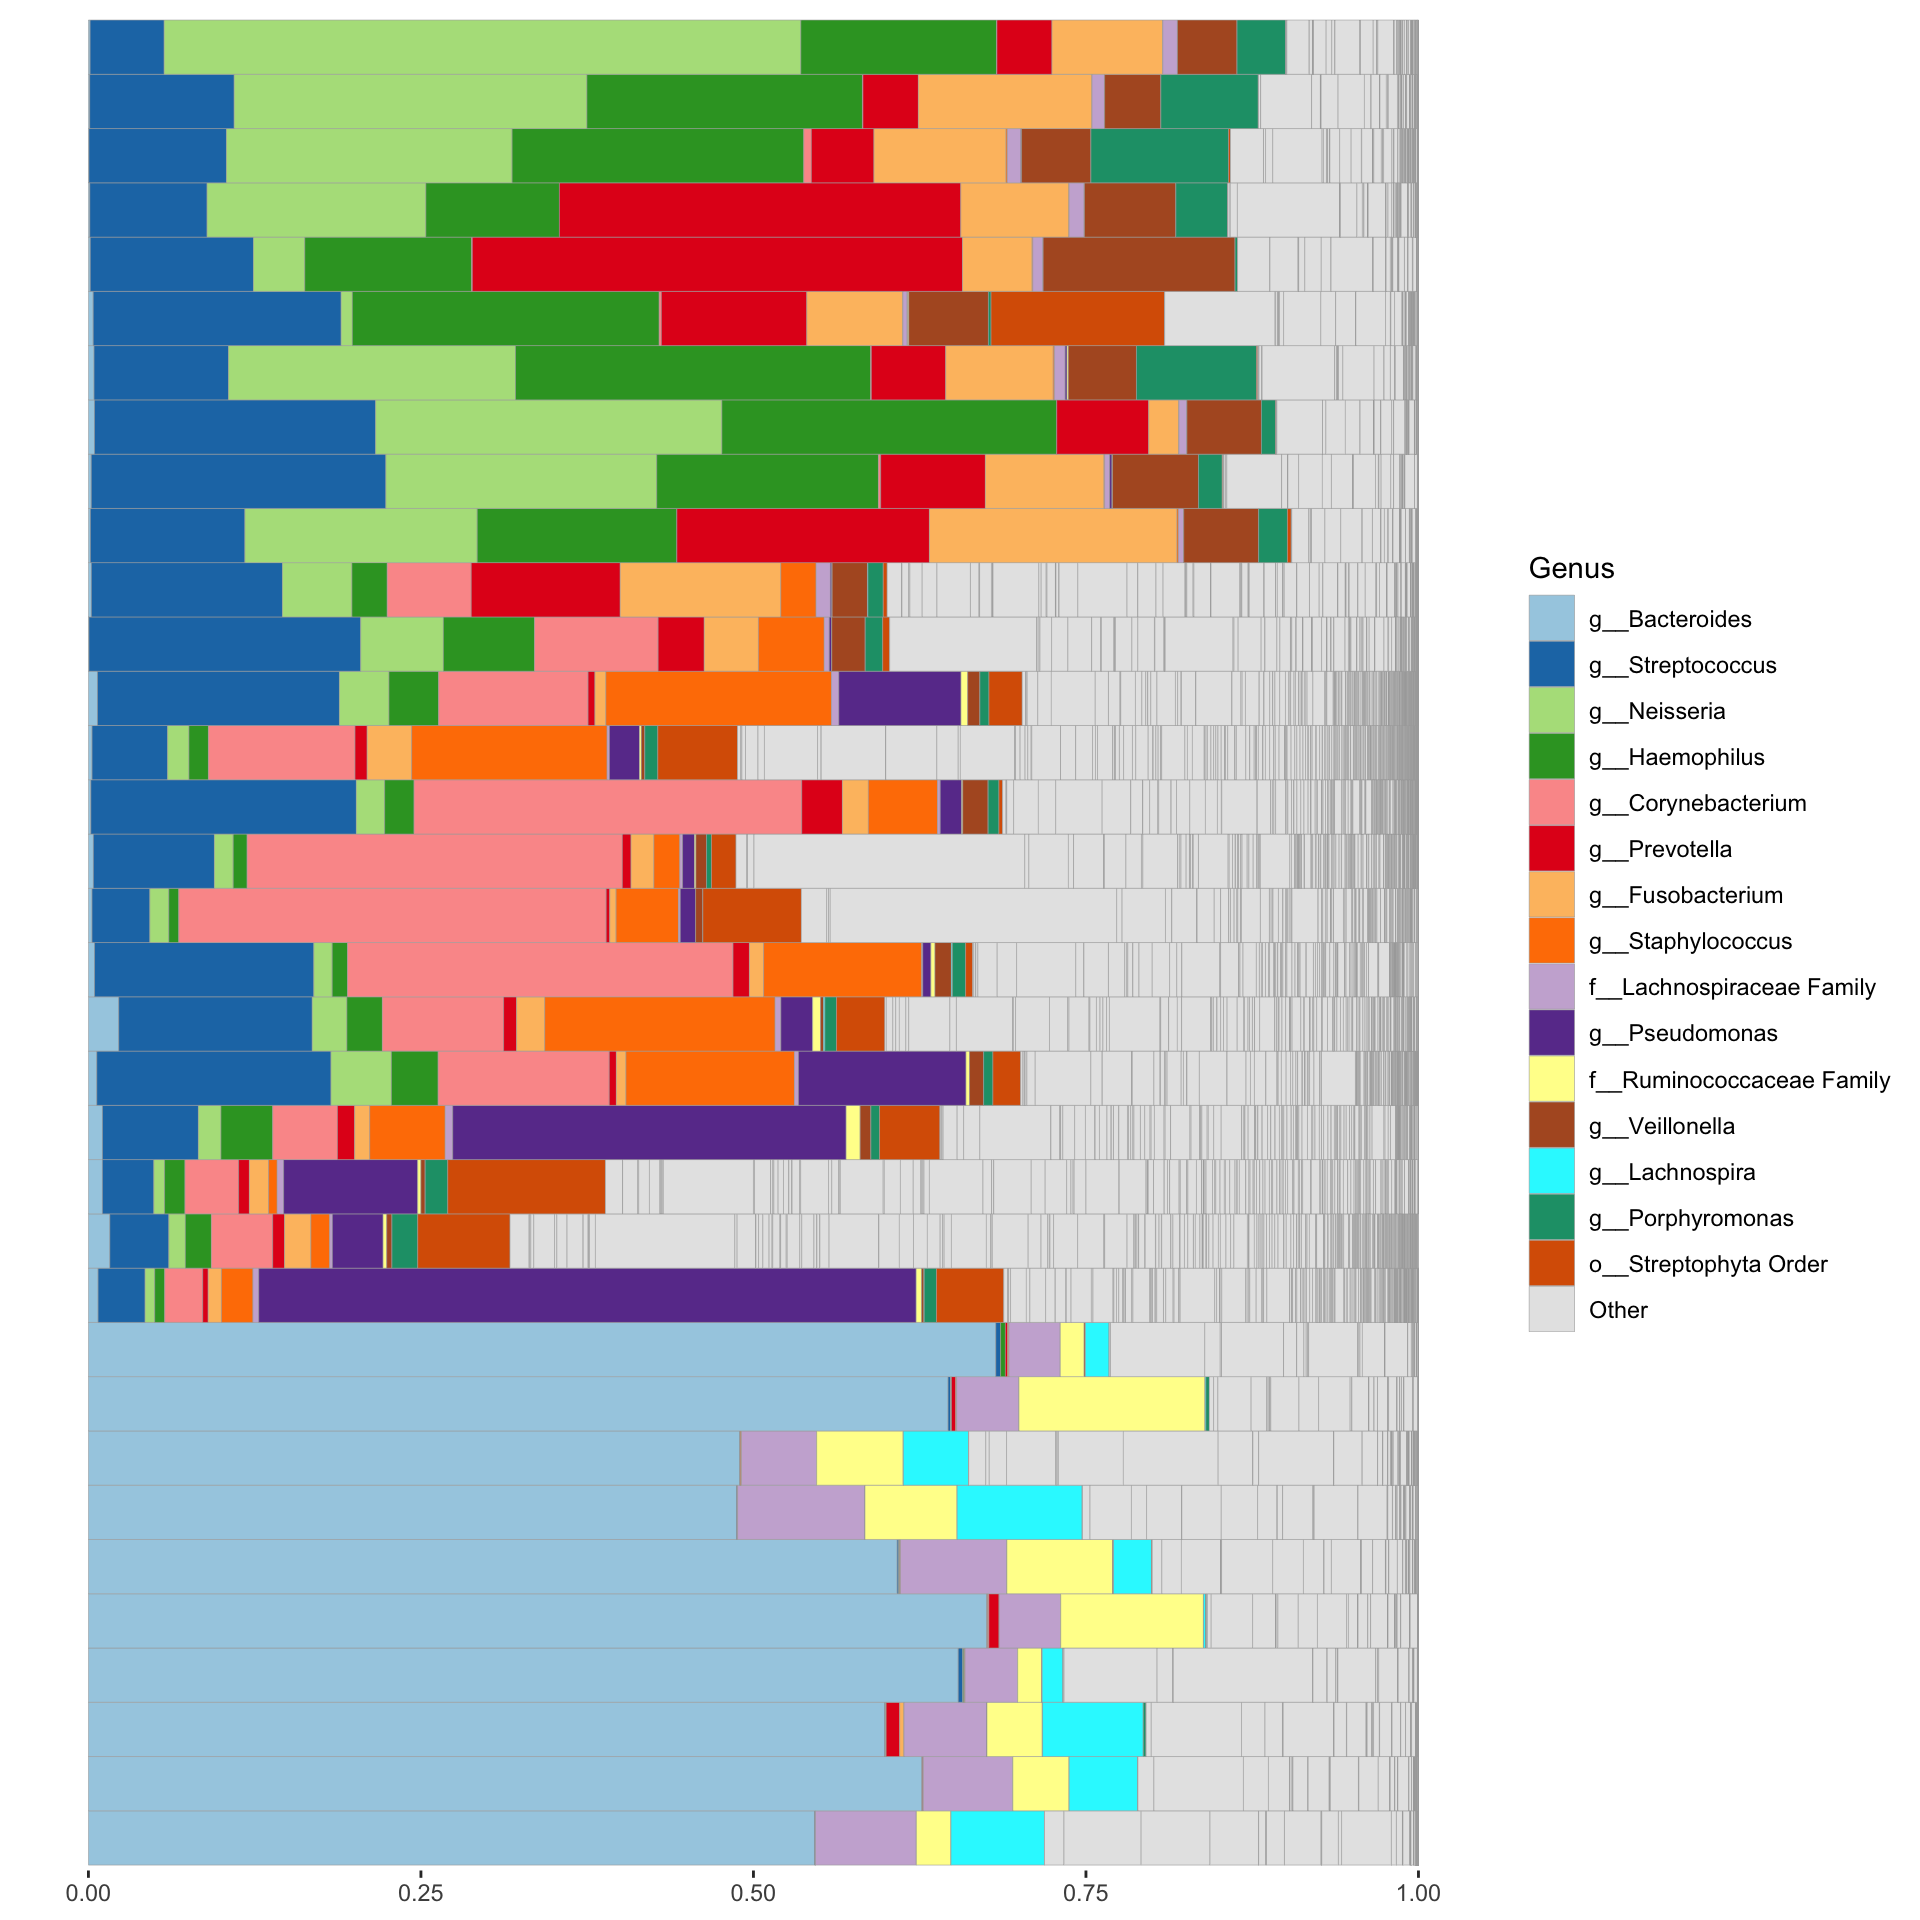 Genus
g__Bacteroides
g__Streptococcus
g__Neisseria
g__Haemophilus
g__Corynebacterium
g__Prevotella
g__Fusobacterium
g__Staphylococcus
f__Lachnospiraceae Family
g__Pseudomonas
f__Ruminococcaceae Family
g__Veillonella
g__Lachnospira
g__Porphyromonas
o__Streptophyta Order
Other
0.00 0.25 0.50 0.75 1.00